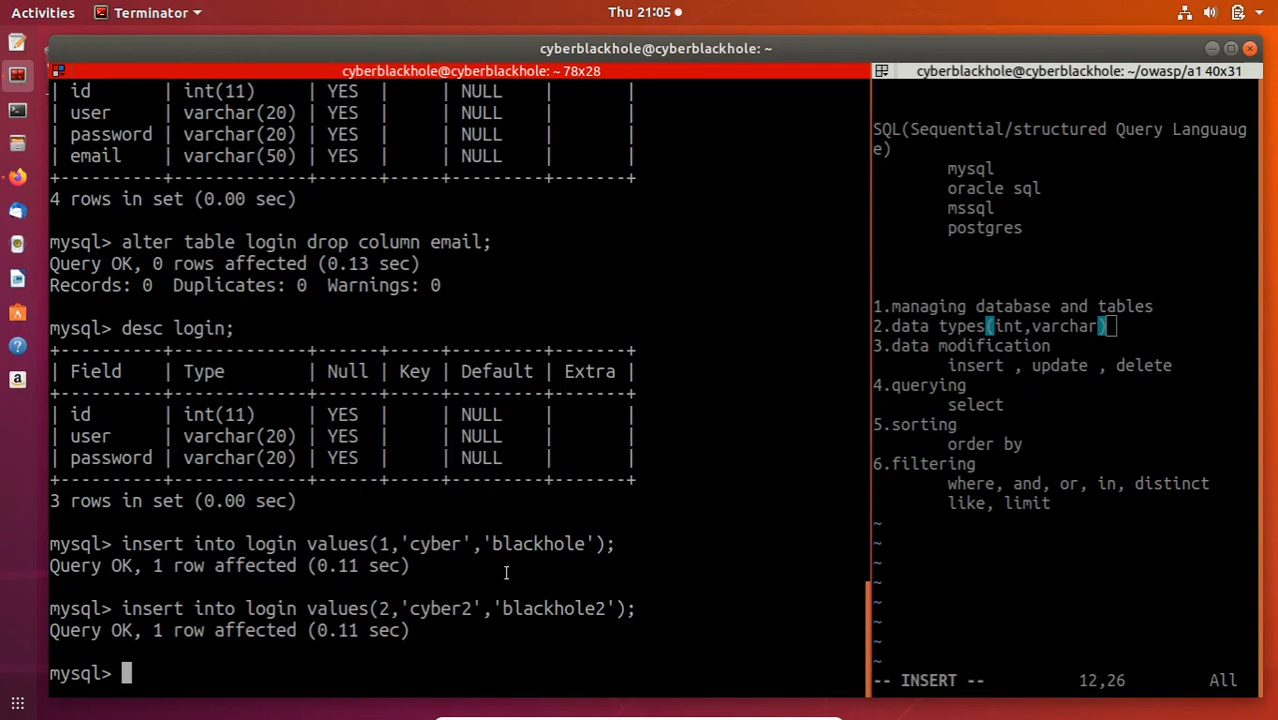 Activities Terminator Thu 21:05
cyberblackhole@cyberblackhole: ~
cyberblackhole@cyberblackhole: ~ 78x28
| id       | int(11)     | YES |     | NULL    |       |
| user     | varchar(20) | YES |     | NULL    |       |
| password | varchar(20) | YES |     | NULL    |       |
| email    | varchar(50) | YES |     | NULL    |       |
+----------+-------------+------+-----+---------+-------+
4 rows in set (0.00 sec)
mysql> alter table login drop column email;
Query OK, 0 rows affected (0.13 sec)
Records: 0  Duplicates: 0  Warnings: 0
mysql> desc login;
+----------+-------------+------+-----+---------+-------+
| Field    | Type        | Null | Key | Default | Extra |
+----------+-------------+------+-----+---------+-------+
| id       | int(11)     | YES  |     | NULL    |       |
| user     | varchar(20) | YES  |     | NULL    |       |
| password | varchar(20) | YES  |     | NULL    |       |
+----------+-------------+------+-----+---------+-------+
3 rows in set (0.00 sec)
mysql> insert into login values(1,'cyber','blackhole');
Query OK, 1 row affected (0.11 sec)
mysql> insert into login values(2,'cyber2','blackhole2');
Query OK, 1 row affected (0.11 sec)
mysql>
cyberblackhole@cyberblackhole: ~/owasp/a1 40x31
SQL(Sequential/structured Query Languaug
e)
mysql
oracle sql
mssql
postgres
1.managing database and tables
2.data types(int,varchar)
3.data modification
insert , update , delete
4.querying
select
5.sorting
order by
6.filtering
where, and, or, in, distinct
like, limit
~
~
~
~
~
~
~
~
-- INSERT -- 12,26 All